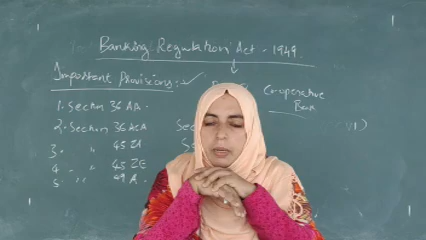 Banking Regulation Act - 1949.
Important Provisions:-
Co-operative
Bank
1. Section 36 AA.
2. Section 36 ACA
3. " 45 ZA
4. " 45 ZE
5 " 49 A.